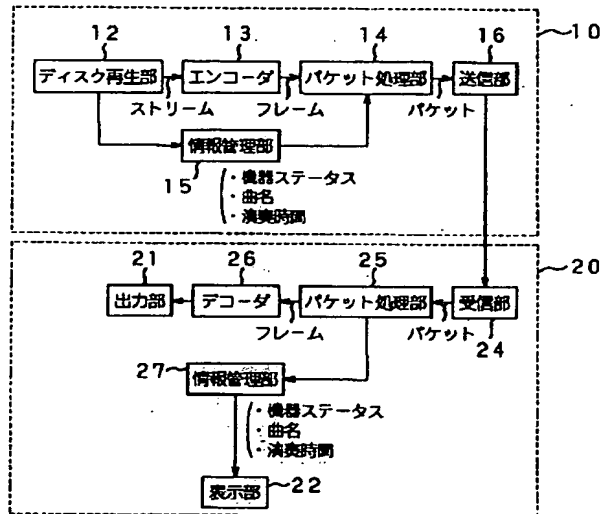 12
13
14
16
10
ディスク再生部
エンコーダ
パケット処理部
送信部
ストリーム
フレーム
パケット
情報管理部
15
・機器ステータス
・曲名
・演奏時間
21
26
25
20
出力部
デコーダ
パケット処理部
受信部
フレーム
パケット
24
27
情報管理部
・機器ステータス
・曲名
・演奏時間
表示部
22